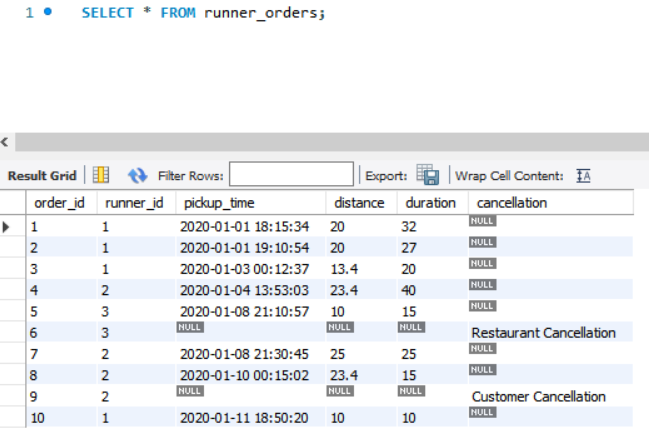 1 SELECT * FROM runner_orders;
Result Grid Filter Rows: Export: Wrap Cell Content:
order_id runner_id pickup_time distance duration cancellation
1 1 2020-01-01 18:15:34 20 32 NULL
2 1 2020-01-01 19:10:54 20 27 NULL
3 1 2020-01-03 00:12:37 13.4 20 NULL
4 2 2020-01-04 13:53:03 23.4 40 NULL
5 3 2020-01-08 21:10:57 10 15 NULL
6 3 NULL NULL NULL Restaurant Cancellation
7 2 2020-01-08 21:30:45 25 25 NULL
8 2 2020-01-10 00:15:02 23.4 15 NULL
9 2 NULL NULL NULL Customer Cancellation
10 1 2020-01-11 18:50:20 10 10 NULL